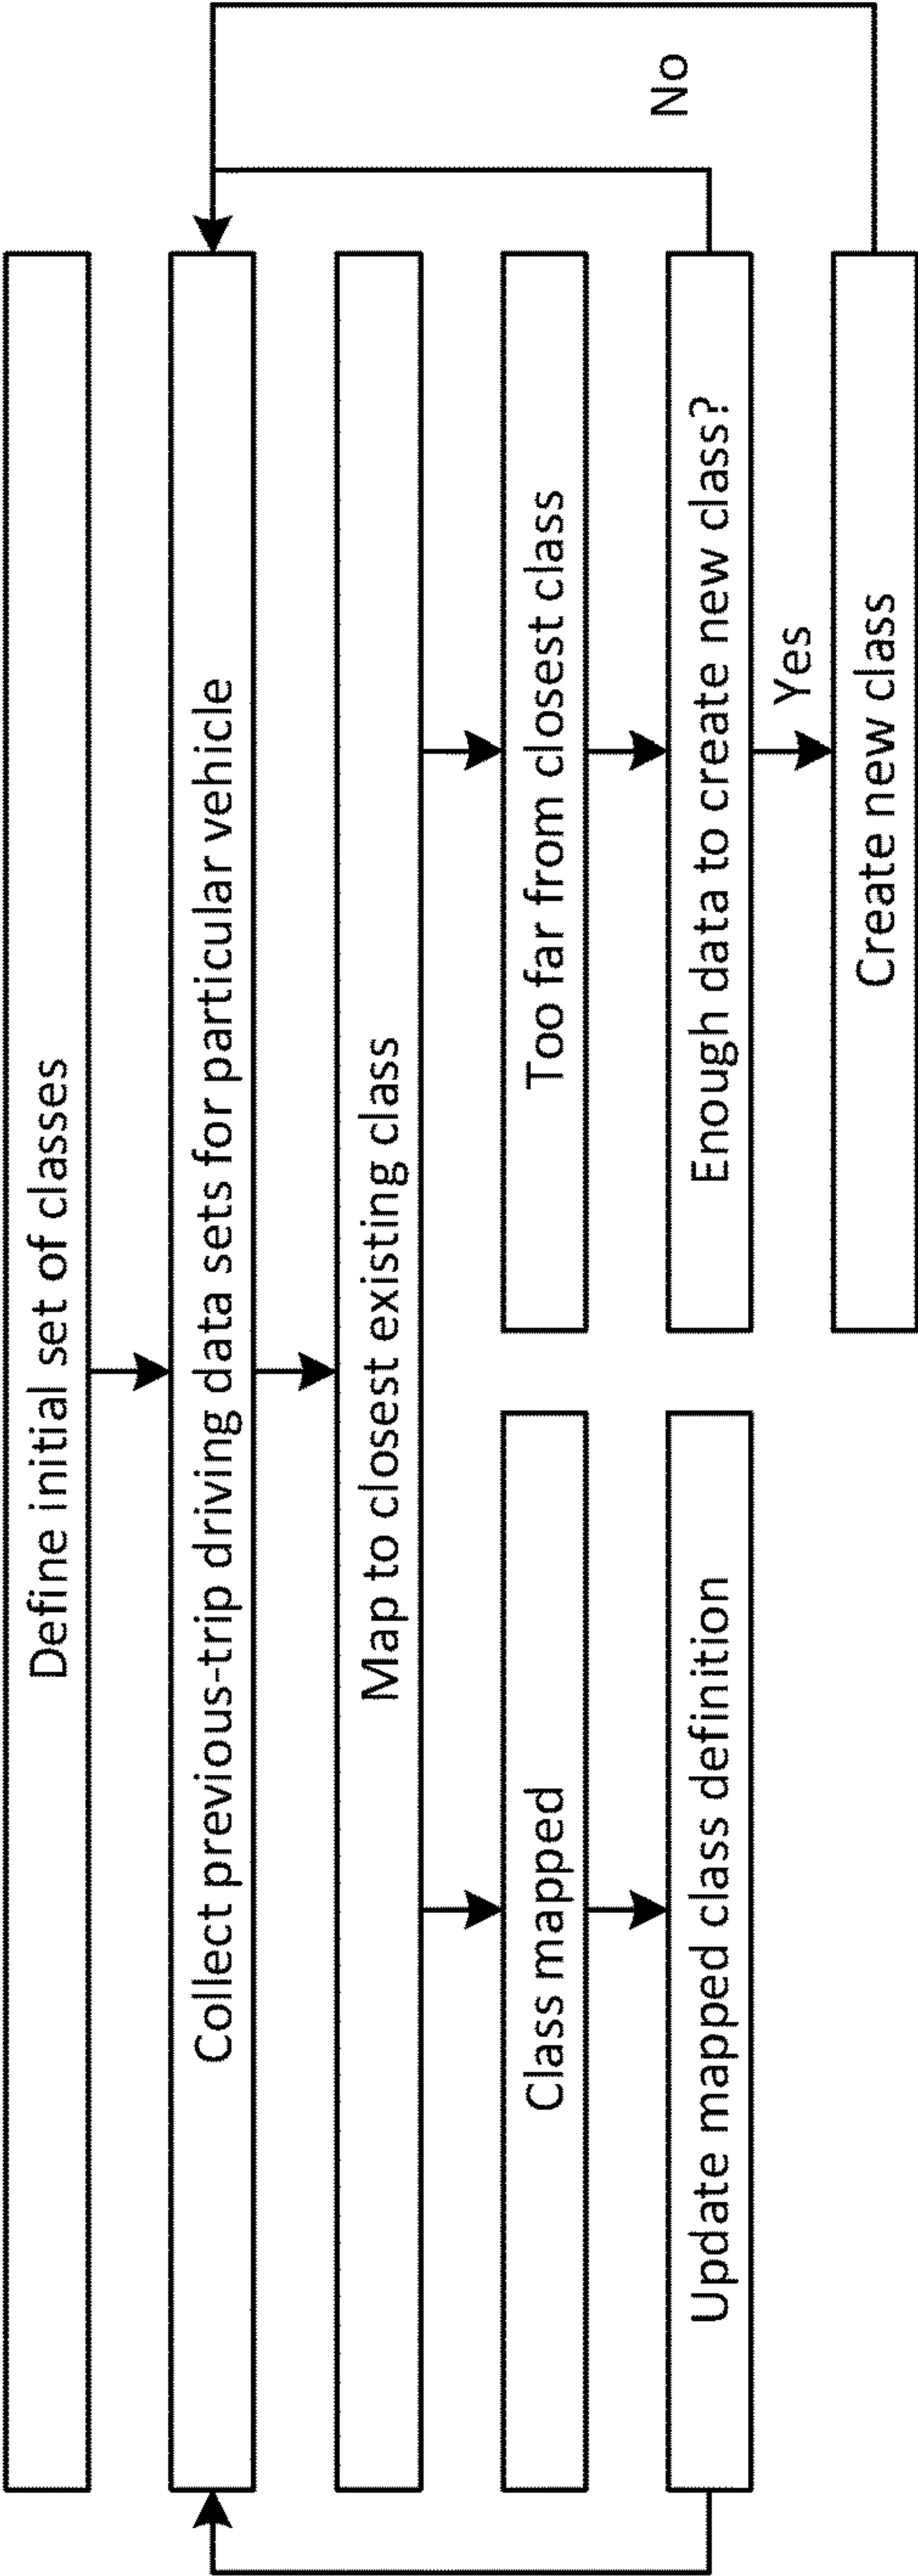 Define initial set of classes
Collect previous-trip driving data sets for particular vehicle
Map to closest existing class
Class mapped
Too far from closest class
Update mapped class definition
Enough data to create new class?
No
Yes
Create new class